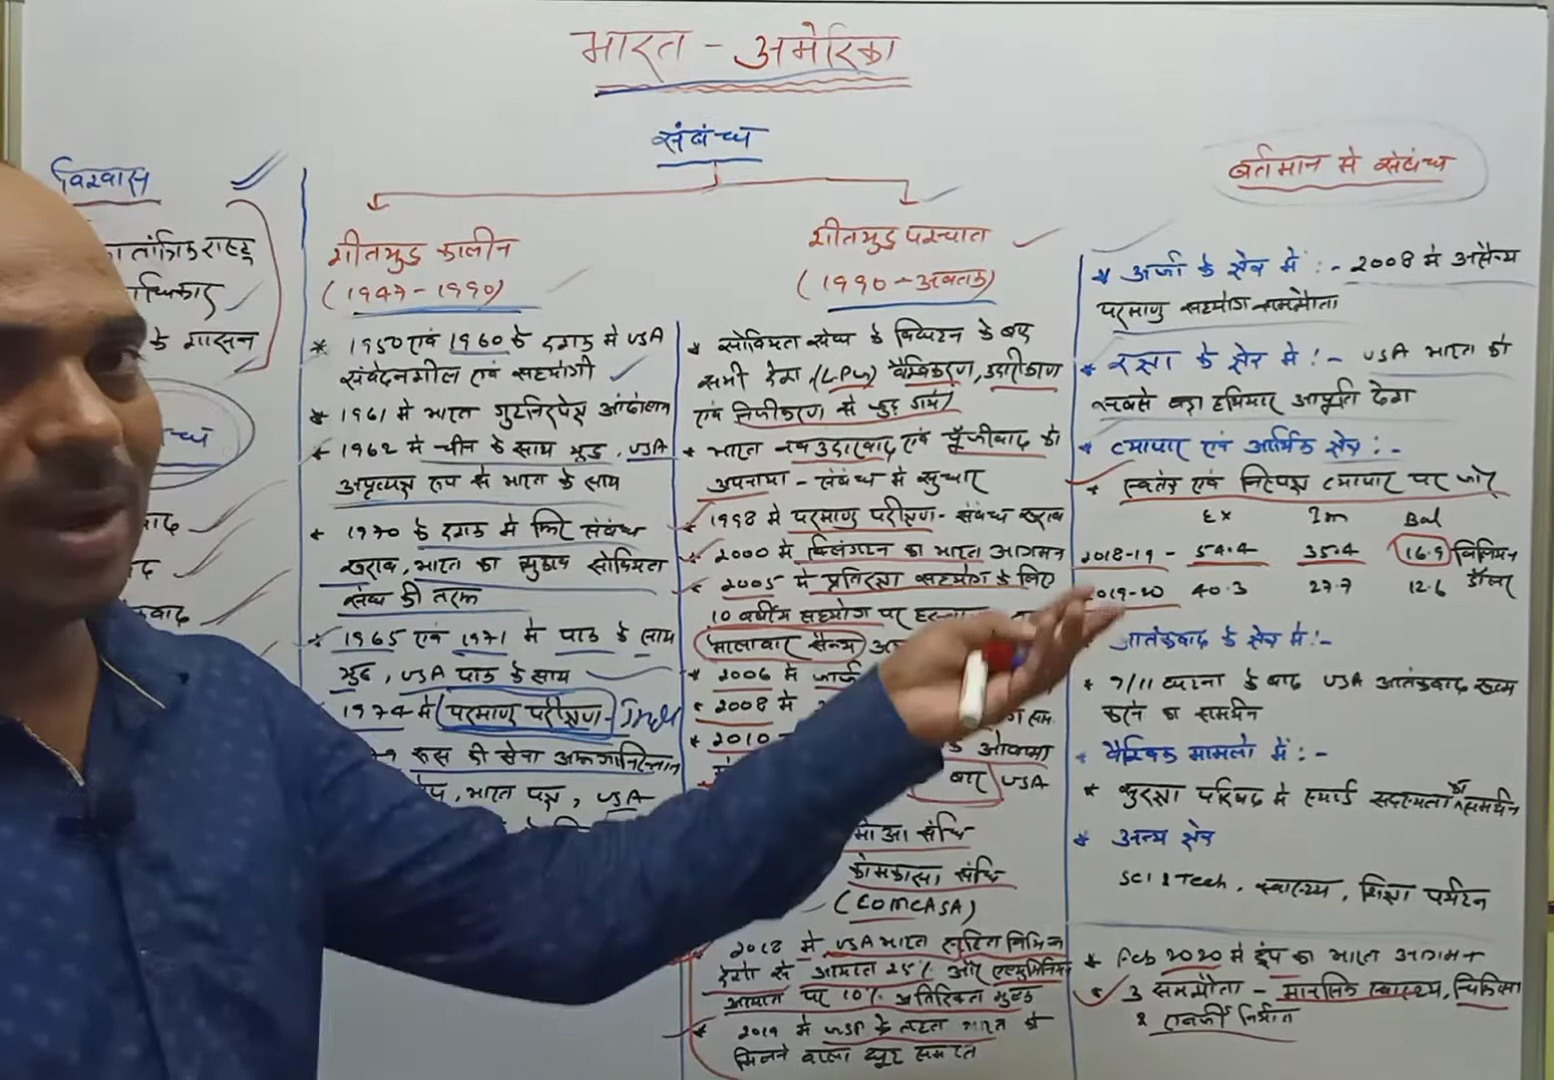 भारत - अमेरिका
संबंध
विश्वास
तांत्रिक राष्ट्र
के शासन
शीतयुद्ध कालीन
(1947-1990)
* 1950 एवं 1960 के दशक में USA
संवेदनशील एवं सहयोगी
* 1961 में भारत गुटनिरपेक्ष आंदोलन
* 1962 में चीन के साथ युद्ध, USA
अप्रत्यक्ष रूप से भारत के साथ
* 1970 के दशक में फिर संबंध
खराब, भारत का झुकाव सोवियत
संघ की तरफ
* 1965 एवं 1971 में पाक के साथ
युद्ध, USA पाक के साथ
1974 में परमाणु परीक्षण-
रूस की सेना अफगानिस्तान
, भारत पक्ष, USA
शीतयुद्ध पश्चात
(1990-अबतक)
* सोवियत संघ के विघटन के बाद
सभी देश (L.P.G) वैश्वीकरण, उदारीकरण
एवं निजीकरण से जुड़ गये।
* भारत नव उदारवाद एवं पूँजीवाद को
अपनाया - संबंध में सुधार
* 1998 में परमाणु परीक्षण - संबंध खराब
* 2000 में क्लिंगटन का भारत आगमन
* 2005 में प्रतिरक्षा सहयोग के लिए
10 वर्षीय सहयोग पर
मालाबार सैन्य
* 2006 में जार्ज
* 2008 में
* 2010
ओबामा
बार USA
मोआ संधि
कोमकासा संधि
(COMCASA)
2018 में USA भारत सहित विभिन्न
देशों से आयात 25% और एल्यूमिनियम
आयात पर 10% अतिरिक्त शुल्क
* 2019 में GSP के तहत भारत को
मिलने वाला छूट समाप्त
वर्तमान में संबंध
* ऊर्जा के क्षेत्र में :- 2008 में असैन्य
परमाणु सहयोग समझौता
* रक्षा के क्षेत्र में :- USA भारत को
सबसे बड़ा हथियार आपूर्ति देश
* व्यापार एवं आर्थिक क्षेत्र :-
* स्वतंत्र एवं निष्पक्ष व्यापार पर जोर
Ex Im Bal
2018-19 - 54.4 35.4 16.9 बिलियन
2019-20 40.3 27.7 12.6 डॉलर
आतंकवाद के क्षेत्र में :-
* 9/11 घटना के बाद USA आतंकवाद खत्म
करने का समर्थन
* वैश्विक मामलों में :-
* सुरक्षा परिषद में स्थाई सदस्यता का समर्थन
* अन्य क्षेत्र
Sci & Tech, स्वास्थ्य, शिक्षा पर्यटन
* Feb 2020 में ट्रंप का भारत आगमन
* 3 समझौता - मानसिक स्वास्थ्य, चिकित्सा
& एनर्जी निर्यात